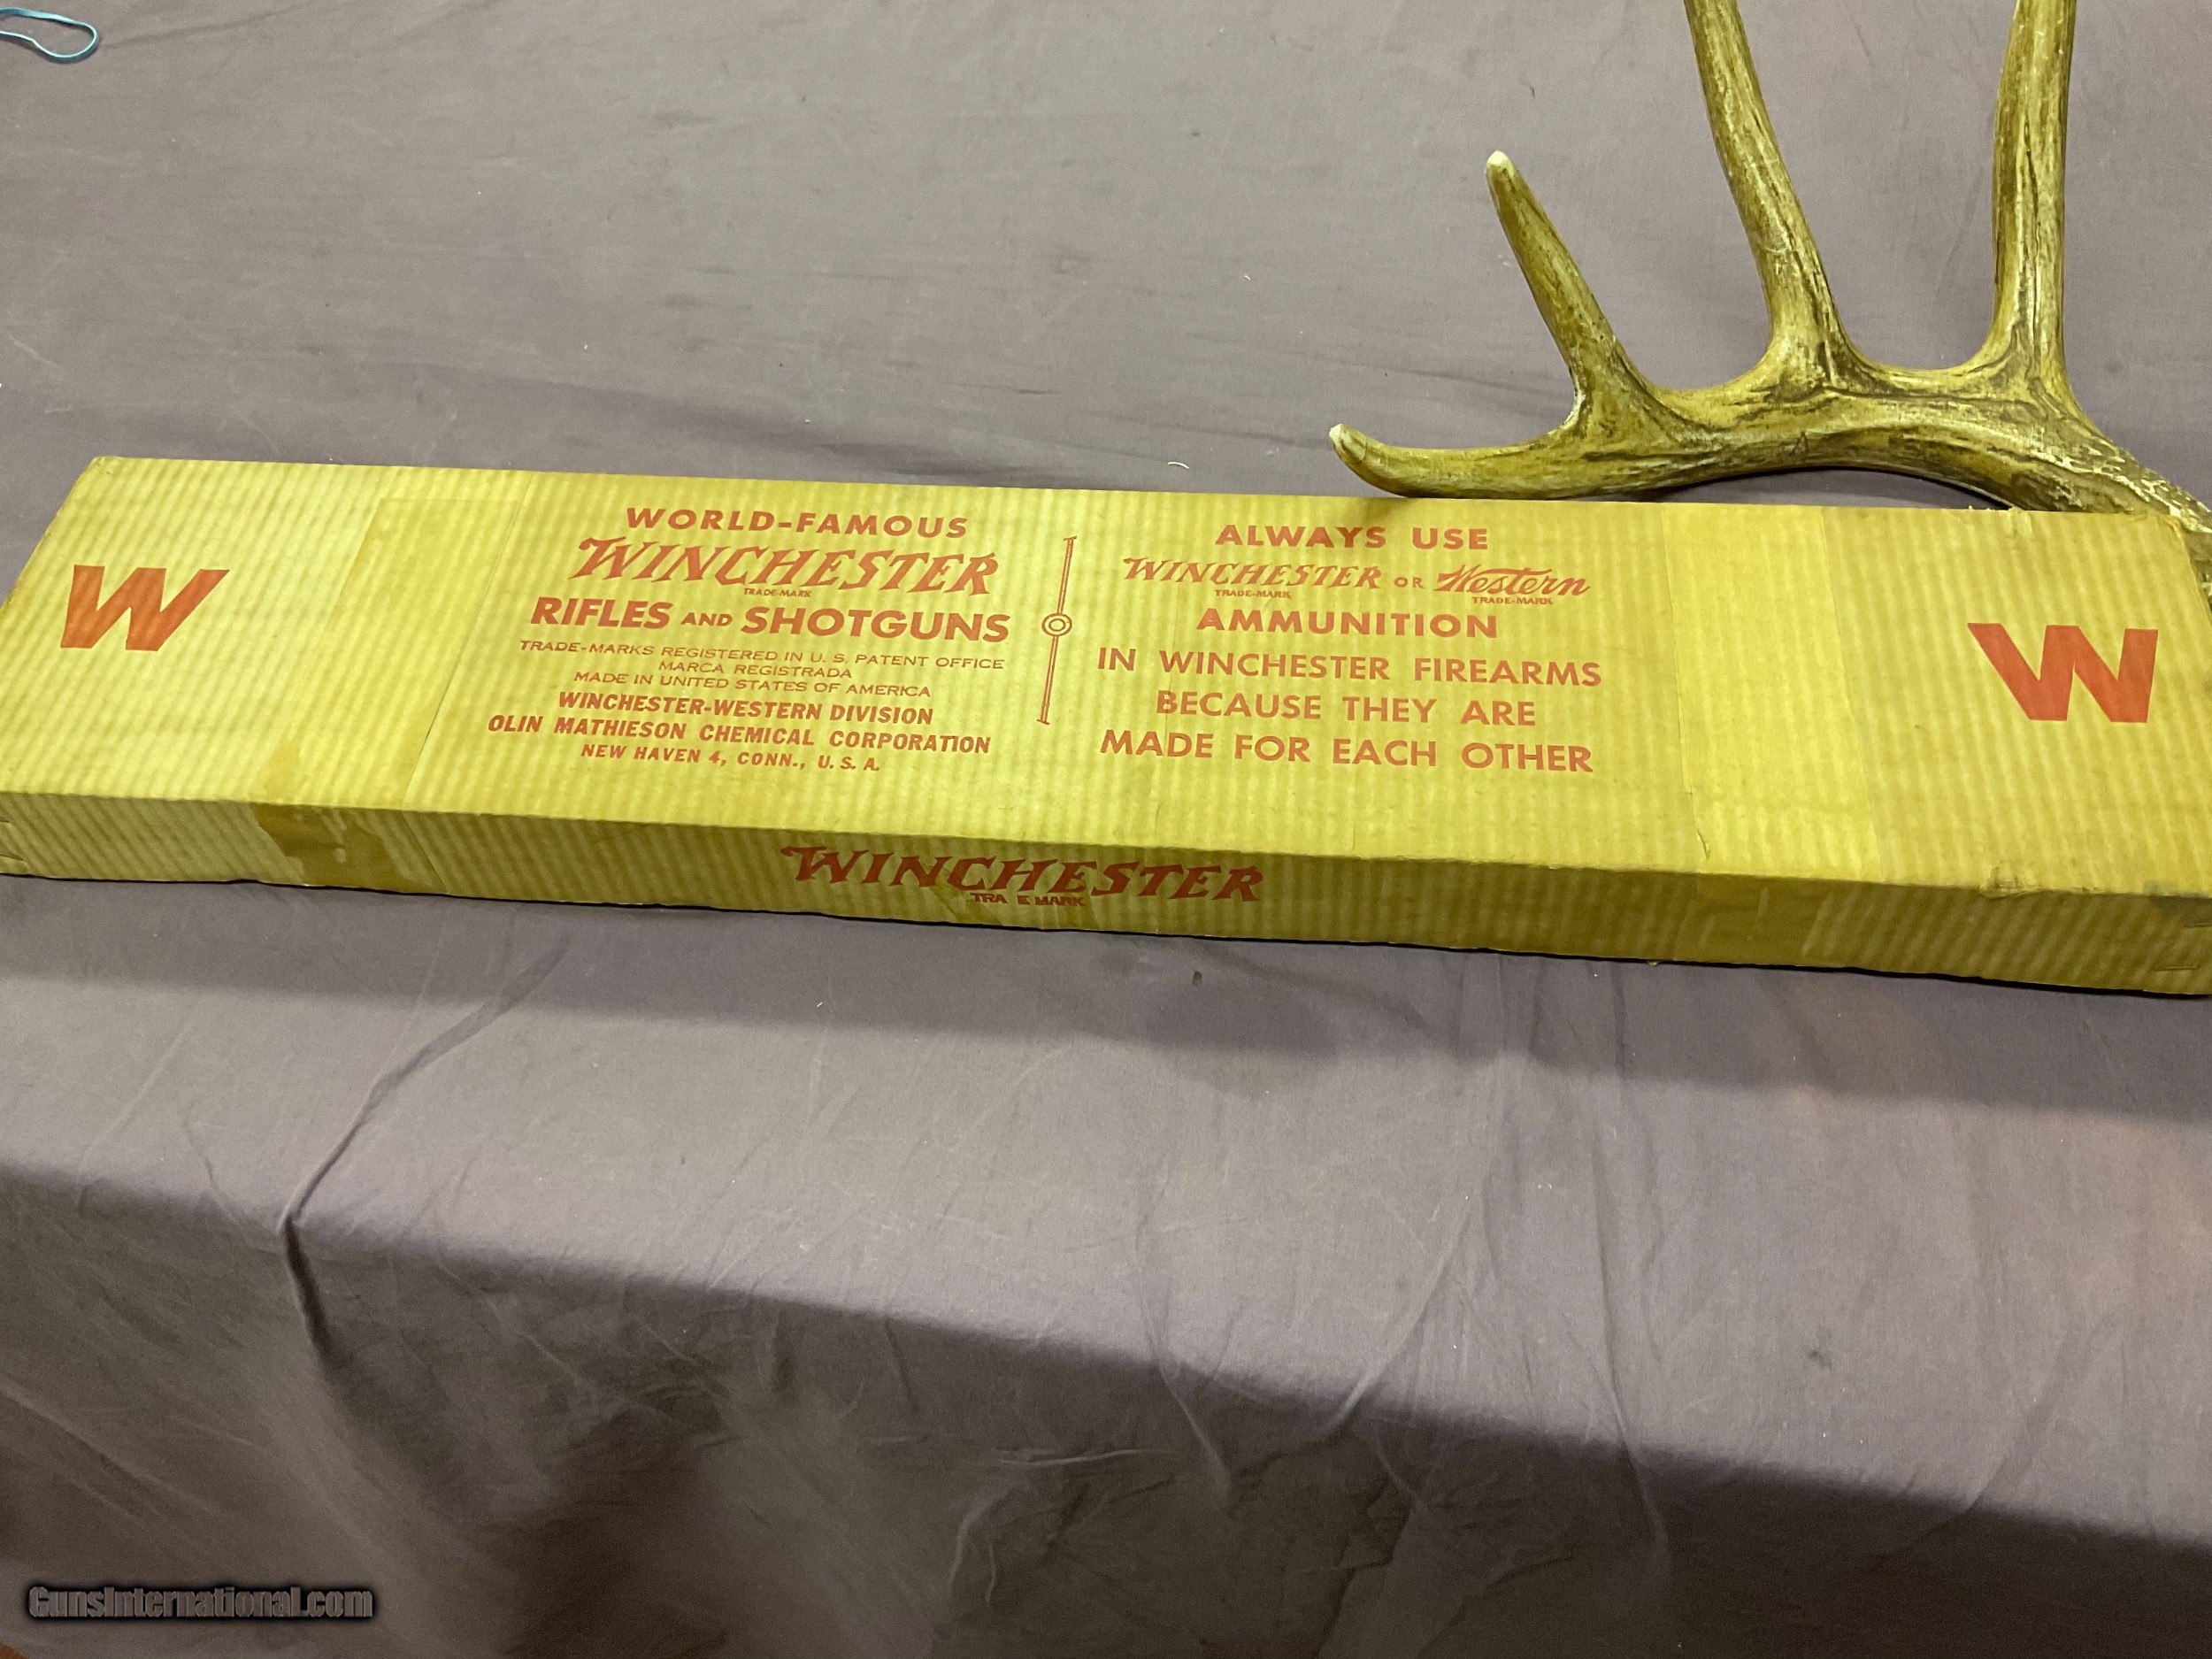 W
WORLD-FAMOUS
WINCHESTER
TRADE-MARK
RIFLES AND SHOTGUNS
TRADE-MARKS REGISTERED IN U. S. PATENT OFFICE
MARCA REGISTRADA
MADE IN UNITED STATES OF AMERICA
WINCHESTER-WESTERN DIVISION
OLIN MATHIESON CHEMICAL CORPORATION
NEW HAVEN 4, CONN., U. S. A.
ALWAYS USE
WINCHESTER OR Western
TRADE-MARK TRADE-MARK
AMMUNITION
IN WINCHESTER FIREARMS
BECAUSE THEY ARE
MADE FOR EACH OTHER
W
WINCHESTER
TRA E MARK
GunsInternational.com